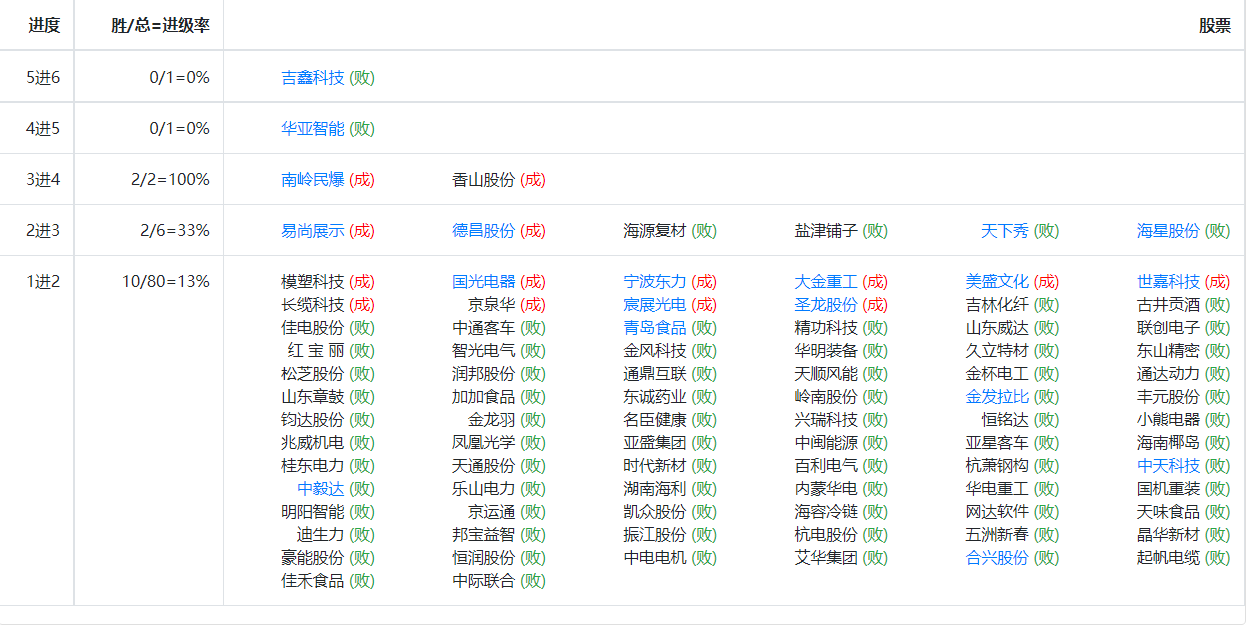 进度 胜/总=进级率 股票
5进6 0/1=0% 吉鑫科技 (败)
4进5 0/1=0% 华亚智能 (败)
3进4 2/2=100% 南岭民爆 (成) 香山股份 (成)
2进3 2/6=33% 易尚展示 (成) 德昌股份 (成) 海源复材 (败) 盐津铺子 (败) 天下秀 (败) 海星股份 (败)
1进2 10/80=13% 模塑科技 (成) 国光电器 (成) 宁波东力 (成) 大金重工 (成) 美盛文化 (成) 世嘉科技 (成)
长缆科技 (成) 京泉华 (成) 宸展光电 (成) 圣龙股份 (成) 吉林化纤 (败) 古井贡酒 (败)
佳电股份 (败) 中通客车 (败) 青岛食品 (败) 精功科技 (败) 山东威达 (败) 联创电子 (败)
红 宝 丽 (败) 智光电气 (败) 金风科技 (败) 华明装备 (败) 久立特材 (败) 东山精密 (败)
松芝股份 (败) 润邦股份 (败) 通鼎互联 (败) 天顺风能 (败) 金杯电工 (败) 通达动力 (败)
山东章鼓 (败) 加加食品 (败) 东诚药业 (败) 岭南股份 (败) 金发拉比 (败) 丰元股份 (败)
钧达股份 (败) 金龙羽 (败) 名臣健康 (败) 兴瑞科技 (败) 恒铭达 (败) 小熊电器 (败)
兆威机电 (败) 凤凰光学 (败) 亚盛集团 (败) 中闽能源 (败) 亚星客车 (败) 海南椰岛 (败)
桂东电力 (败) 天通股份 (败) 时代新材 (败) 百利电气 (败) 杭萧钢构 (败) 中天科技 (败)
中毅达 (败) 乐山电力 (败) 湖南海利 (败) 内蒙华电 (败) 华电重工 (败) 国机重装 (败)
明阳智能 (败) 京运通 (败) 凯众股份 (败) 海容冷链 (败) 网达软件 (败) 天味食品 (败)
迪生力 (败) 邦宝益智 (败) 振江股份 (败) 杭电股份 (败) 五洲新春 (败) 晶华新材 (败)
豪能股份 (败) 恒润股份 (败) 中电电机 (败) 艾华集团 (败) 合兴股份 (败) 起帆电缆 (败)
佳禾食品 (败) 中际联合 (败)